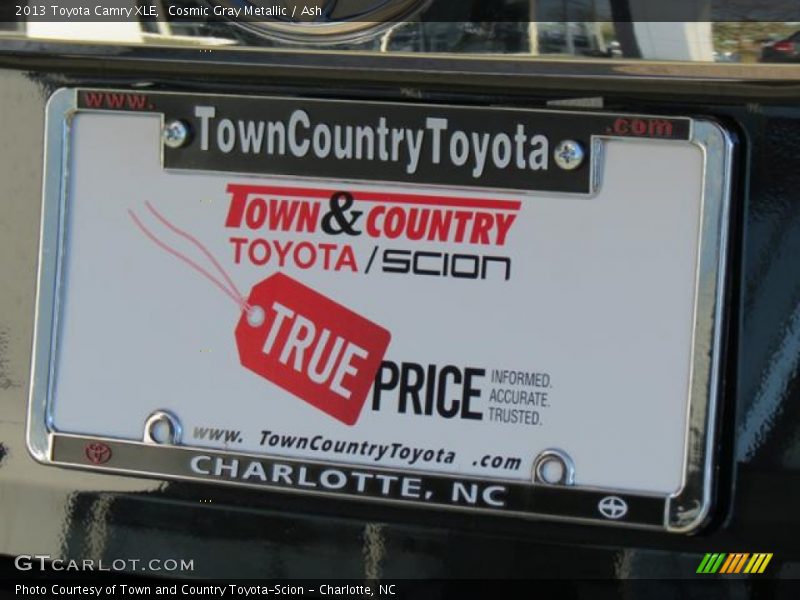 2013 Toyota Camry XLE, Cosmic Gray Metallic / Ash
www. .com
TownCountryToyota
TOWN & COUNTRY
TOYOTA / SCION
TRUE PRICE
INFORMED.
ACCURATE.
TRUSTED.
www. TownCountryToyota .com
CHARLOTTE, NC
GTCARLOT.COM
Photo Courtesy of Town and Country Toyota-Scion - Charlotte, NC